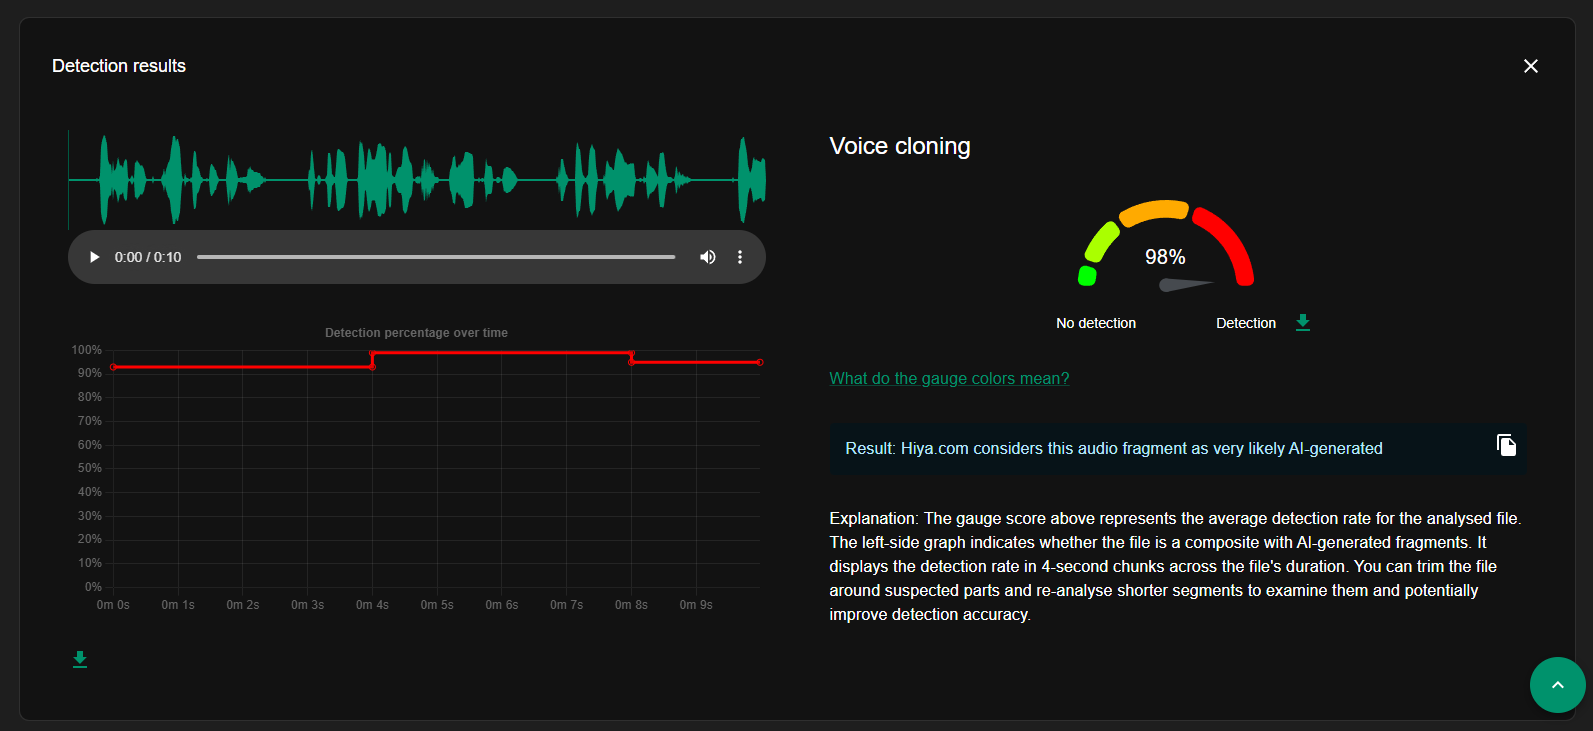 Detection results
0:00 / 0:10
Detection percentage over time
100%
90%
80%
70%
60%
50%
40%
30%
20%
10%
0%
0m 0s 0m 1s 0m 2s 0m 3s 0m 4s 0m 5s 0m 6s 0m 7s 0m 8s 0m 9s
Voice cloning
98%
No detection
Detection
What do the gauge colors mean?
Result: Hiya.com considers this audio fragment as very likely AI-generated
Explanation: The gauge score above represents the average detection rate for the analysed file.
The left-side graph indicates whether the file is a composite with AI-generated fragments. It
displays the detection rate in 4-second chunks across the file's duration. You can trim the file
around suspected parts and re-analyse shorter segments to examine them and potentially
improve detection accuracy.